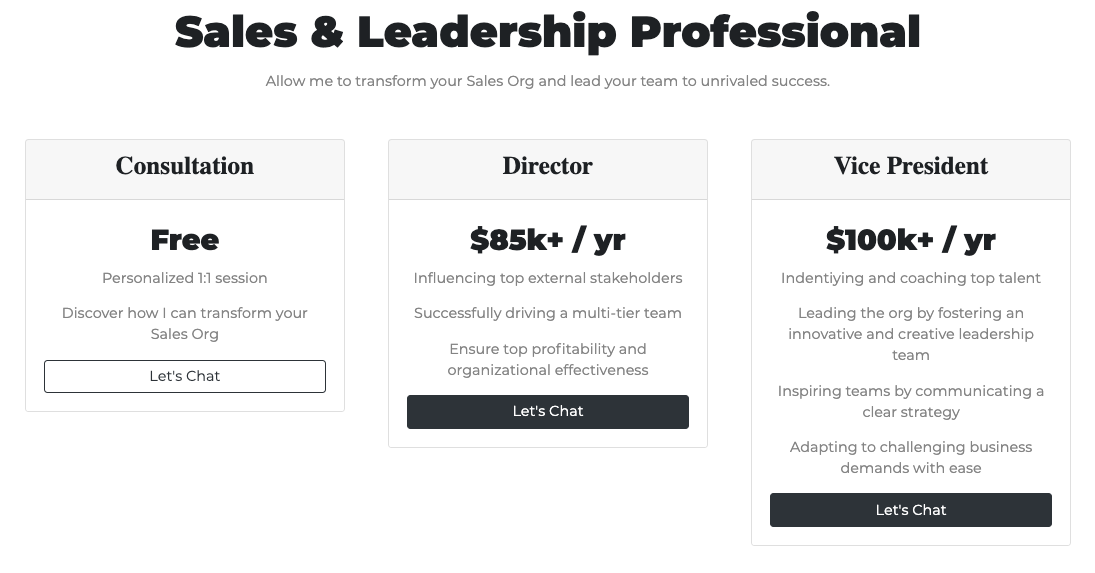 Sales & Leadership Professional
Allow me to transform your Sales Org and lead your team to unrivaled success.
Consultation
Free
Personalized 1:1 session
Discover how I can transform your
Sales Org
Let's Chat
Director
$85k+ / yr
Influencing top external stakeholders
Successfully driving a multi-tier team
Ensure top profitability and
organizational effectiveness
Let's Chat
Vice President
$100k+ / yr
Indentiying and coaching top talent
Leading the org by fostering an
innovative and creative leadership
team
Inspiring teams by communicating a
clear strategy
Adapting to challenging business
demands with ease
Let's Chat